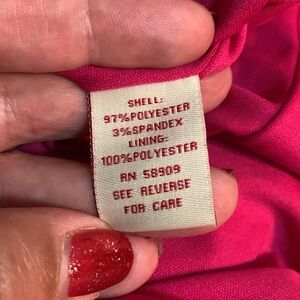 SHELL:
97%POLYESTER
3%SPANDEX
LINING:
100%POLYESTER
RN 58909
SEE REVERSE
FOR CARE